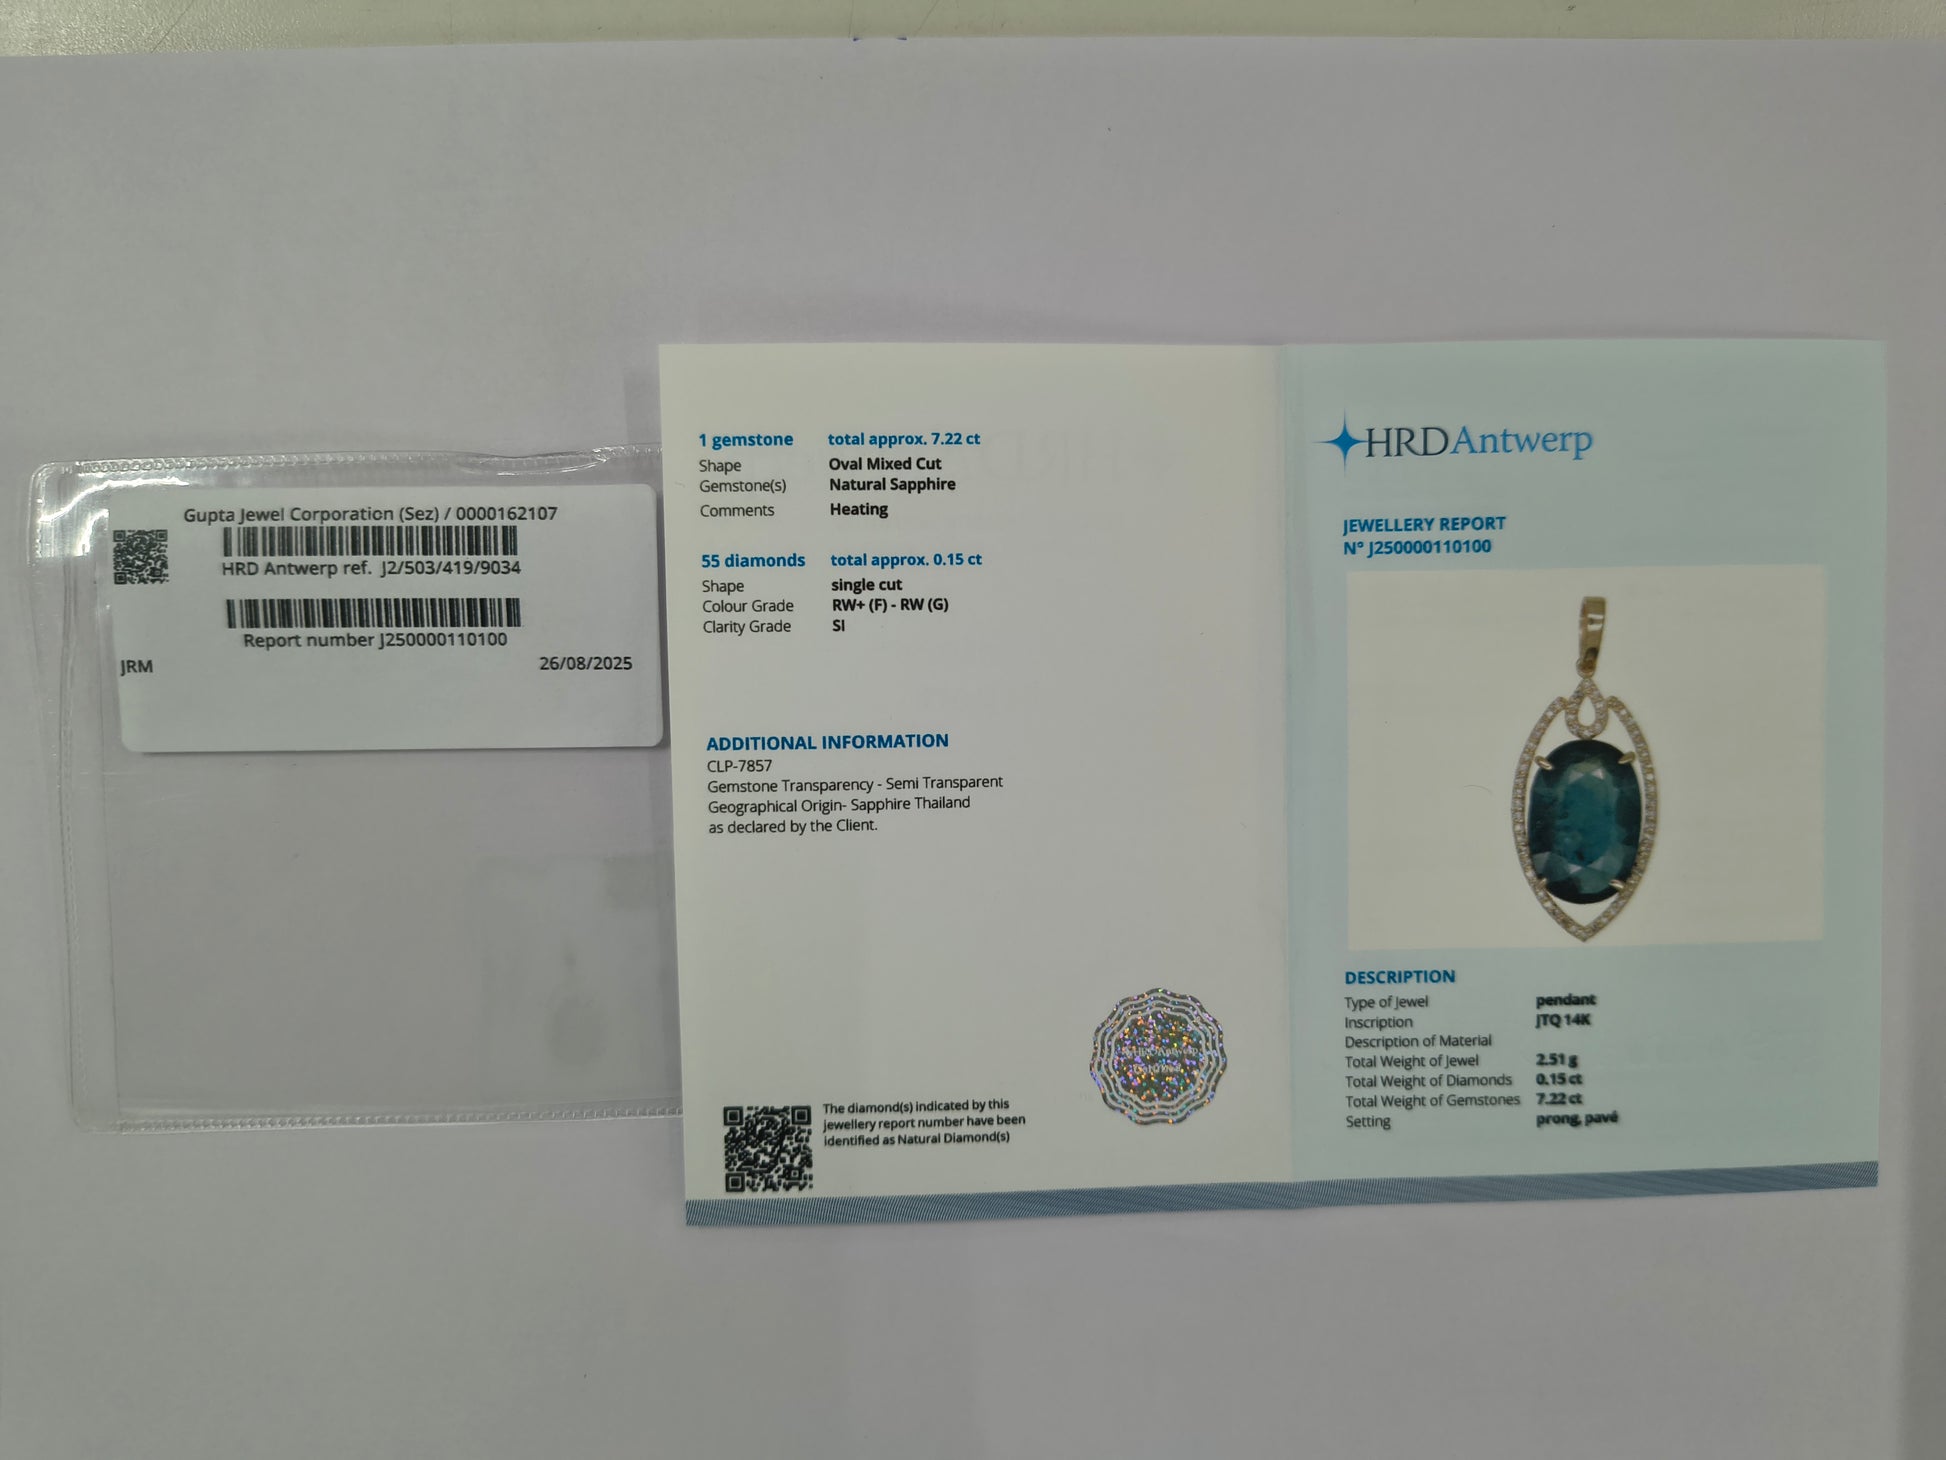 Gupta Jewel Corporation (Sez) / 0000162107
HRD Antwerp ref. J2/503/419/9034
Report number J250000110100
JRM
26/08/2025
1 gemstone total approx. 7.22 ct
Shape Oval Mixed Cut
Gemstone(s) Natural Sapphire
Comments Heating
55 diamonds total approx. 0.15 ct
Shape single cut
Colour Grade RW+ (F) - RW (G)
Clarity Grade SI
ADDITIONAL INFORMATION
CLP-7857
Gemstone Transparency - Semi Transparent
Geographical Origin- Sapphire Thailand
as declared by the Client.
The diamond(s) indicated by this
jewellery report number have been
identified as Natural Diamond(s)
HRD Antwerp
HRDAntwerp
JEWELLERY REPORT
N° J250000110100
DESCRIPTION
Type of Jewel pendant
Inscription JTQ 14K
Description of Material
Total Weight of Jewel 2.51 g
Total Weight of Diamonds 0.15 ct
Total Weight of Gemstones 7.22 ct
Setting prong, pavé